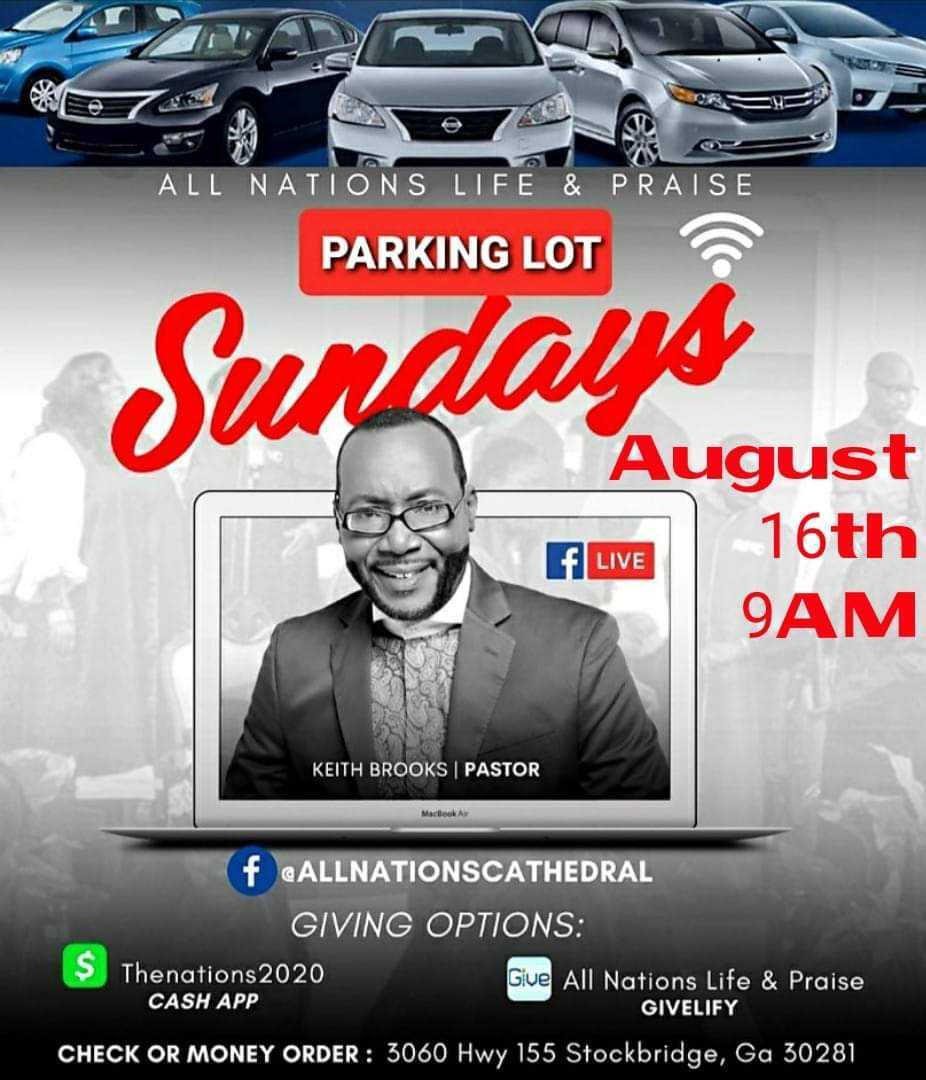 ALL NATIONS LIFE & PRAISE
PARKING LOT
Sundays
August
16th
9AM
f LIVE
KEITH BROOKS | PASTOR
MacBook Air
f @ALLNATIONSCATHEDRAL
GIVING OPTIONS:
$ Thenations2020
CASH APP
Give All Nations Life & Praise
GIVELIFY
CHECK OR MONEY ORDER : 3060 Hwy 155 Stockbridge, Ga 30281